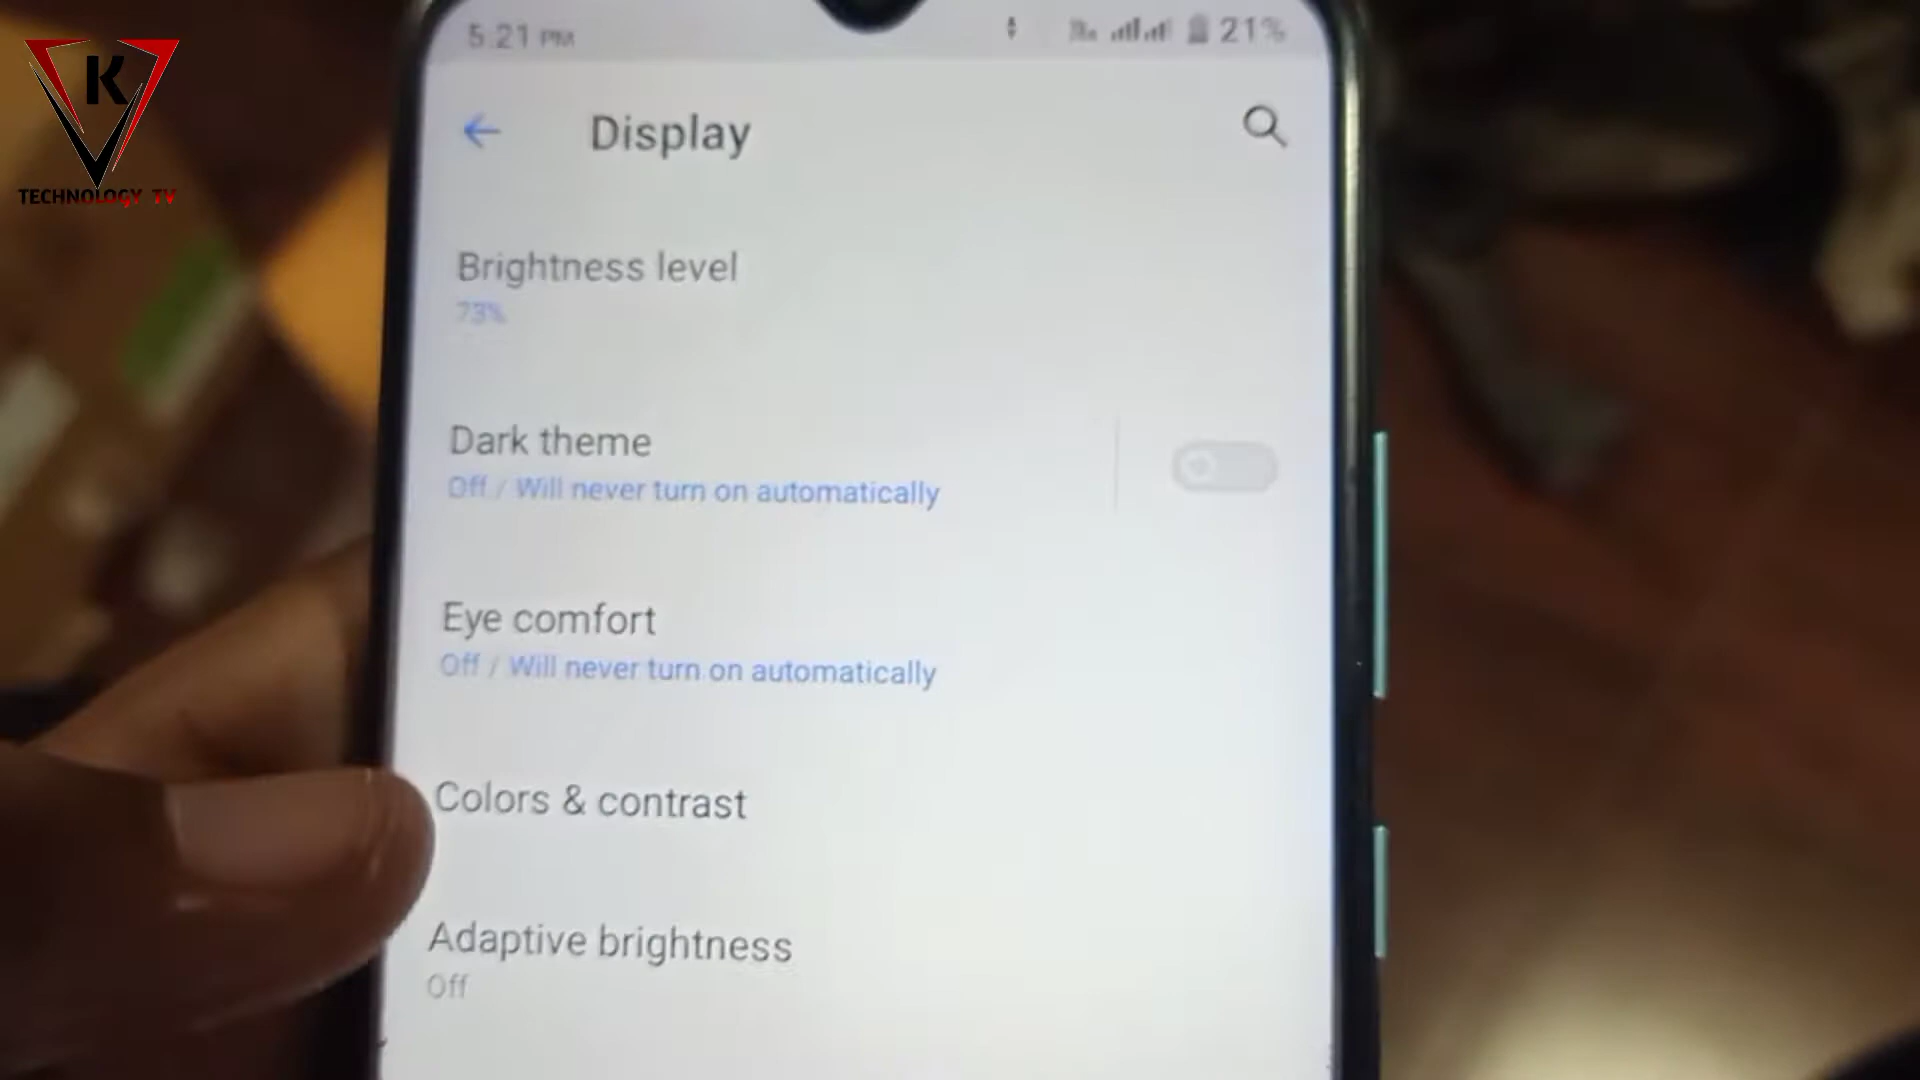 K
TECHNOLOGY TV
5:21 PM
21%
Display
Brightness level
73%
Dark theme
Off / Will never turn on automatically
Eye comfort
Off / Will never turn on automatically
Colors & contrast
Adaptive brightness
Off